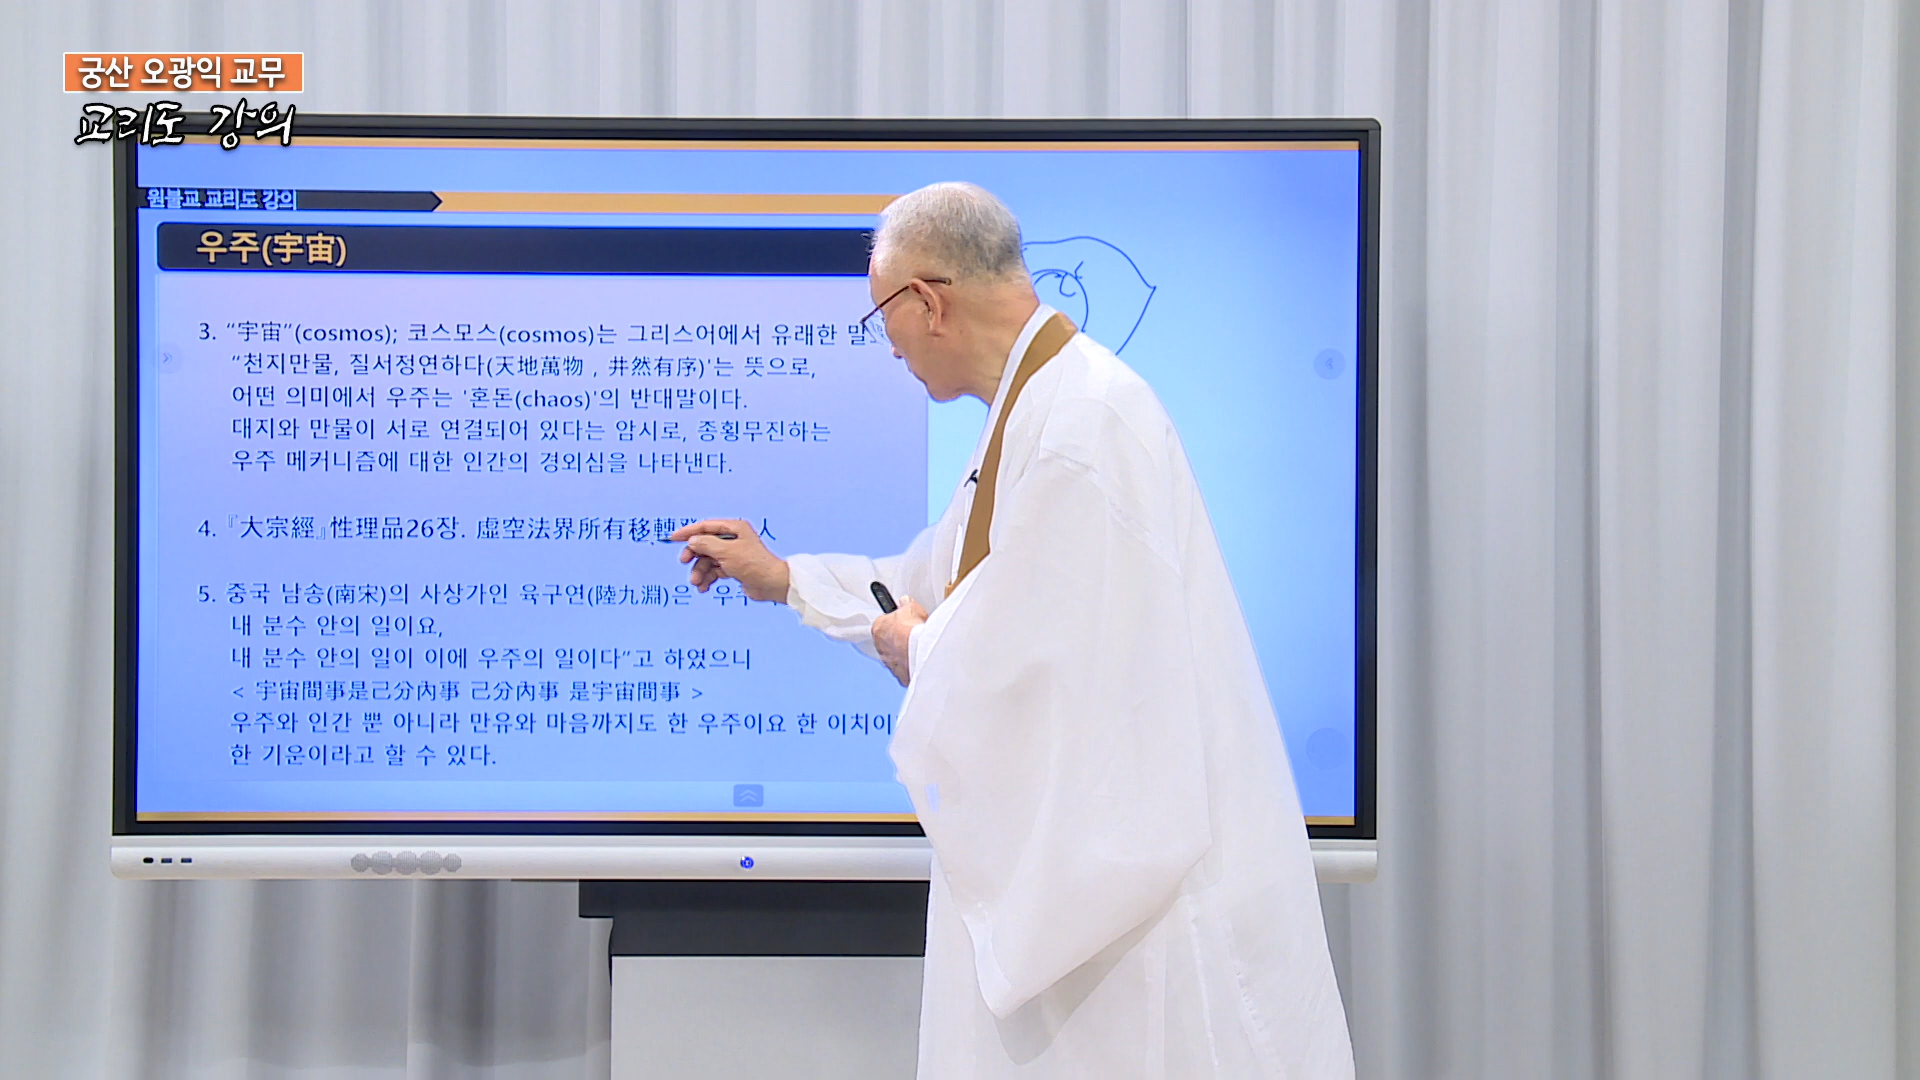 궁산 오광익 교무
교리도 강의
원불교 교리도 강의
우주(宇宙)
3. “宇宙”(cosmos); 코스모스(cosmos)는 그리스어에서 유래한 말
“천지만물, 질서정연하다(天地萬物 , 井然有序)'는 뜻으로,
어떤 의미에서 우주는 '혼돈(chaos)'의 반대말이다.
대지와 만물이 서로 연결되어 있다는 암시로, 종횡무진하는
우주 메커니즘에 대한 인간의 경외심을 나타낸다.
4. 『大宗經』性理品26장. 虛空法界所有移轉 人
5. 중국 남송(南宋)의 사상가인 육구연(陸九淵)은
내 분수 안의 일이요,
내 분수 안의 일이 이에 우주의 일이다”고 하였으니
< 宇宙間事是己分內事 己分內事 是宇宙間事 >
우주와 인간 뿐 아니라 만유와 마음까지도 한 우주이요 한 이치이
한 기운이라고 할 수 있다.